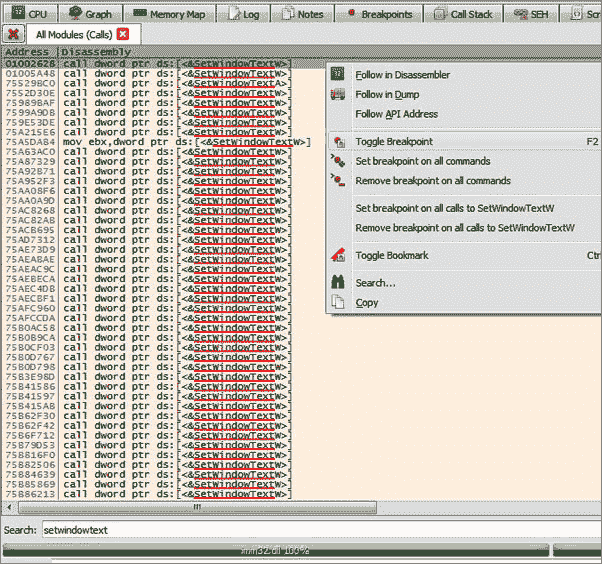 CPU Graph Memory Map Log Notes Breakpoints Call Stack SEH Scr
All Modules (Calls)
Address Disassembly
01002628 call dword ptr ds:[<&SetWindowTextW>]
01005A48 call dword ptr ds:[<&SetWindowTextW>]
75529BC0 call dword ptr ds:[<&SetWindowTextA>]
7552D30E call dword ptr ds:[<&SetWindowTextW>]
75989BAF call dword ptr ds:[<&SetWindowTextW>]
7599A9DB call dword ptr ds:[<&SetWindowTextW>]
759E53DE call dword ptr ds:[<&SetWindowTextW>]
75A215E6 call dword ptr ds:[<&SetWindowTextW>]
75A5DA84 mov ebx,dword ptr ds:[<&SetWindowTextW>]
75A63AC0 call dword ptr ds:[<&SetWindowTextW>]
75A87329 call dword ptr ds:[<&SetWindowTextW>]
75A92B71 call dword ptr ds:[<&SetWindowTextW>]
75A952F3 call dword ptr ds:[<&SetWindowTextW>]
75AA08F6 call dword ptr ds:[<&SetWindowTextW>]
75AA0A9D call dword ptr ds:[<&SetWindowTextW>]
75AC8268 call dword ptr ds:[<&SetWindowTextW>]
75AC82AB call dword ptr ds:[<&SetWindowTextW>]
75ACB695 call dword ptr ds:[<&SetWindowTextW>]
75AD7312 call dword ptr ds:[<&SetWindowTextW>]
75AE73D9 call dword ptr ds:[<&SetWindowTextW>]
75AEABAE call dword ptr ds:[<&SetWindowTextW>]
75AEAC9C call dword ptr ds:[<&SetWindowTextW>]
75AEBECA call dword ptr ds:[<&SetWindowTextW>]
75AEC4DB call dword ptr ds:[<&SetWindowTextW>]
75AECBF1 call dword ptr ds:[<&SetWindowTextW>]
75AFC960 call dword ptr ds:[<&SetWindowTextW>]
75AFCCDA call dword ptr ds:[<&SetWindowTextW>]
75B0AC58 call dword ptr ds:[<&SetWindowTextW>]
75B0B9CA call dword ptr ds:[<&SetWindowTextW>]
75B0CF03 call dword ptr ds:[<&SetWindowTextW>]
75B0D767 call dword ptr ds:[<&SetWindowTextW>]
75B0D798 call dword ptr ds:[<&SetWindowTextW>]
75B3E98D call dword ptr ds:[<&SetWindowTextW>]
75B41586 call dword ptr ds:[<&SetWindowTextW>]
75B41597 call dword ptr ds:[<&SetWindowTextW>]
75B415AB call dword ptr ds:[<&SetWindowTextW>]
75B62F30 call dword ptr ds:[<&SetWindowTextW>]
75B62F42 call dword ptr ds:[<&SetWindowTextW>]
75B6F712 call dword ptr ds:[<&SetWindowTextW>]
75B79D53 call dword ptr ds:[<&SetWindowTextW>]
75B816F0 call dword ptr ds:[<&SetWindowTextW>]
75B82506 call dword ptr ds:[<&SetWindowTextW>]
75B84639 call dword ptr ds:[<&SetWindowTextW>]
75B85869 call dword ptr ds:[<&SetWindowTextW>]
75B86213 call dword ptr ds:[<&SetWindowTextW>]
Follow in Disassembler
Follow in Dump
Follow API Address
Toggle Breakpoint F2
Set breakpoint on all commands
Remove breakpoint on all commands
Set breakpoint on all calls to SetWindowTextW
Remove breakpoint on all calls to SetWindowTextW
Toggle Bookmark Ctr
Search...
Copy
Search: setwindowtext
100%